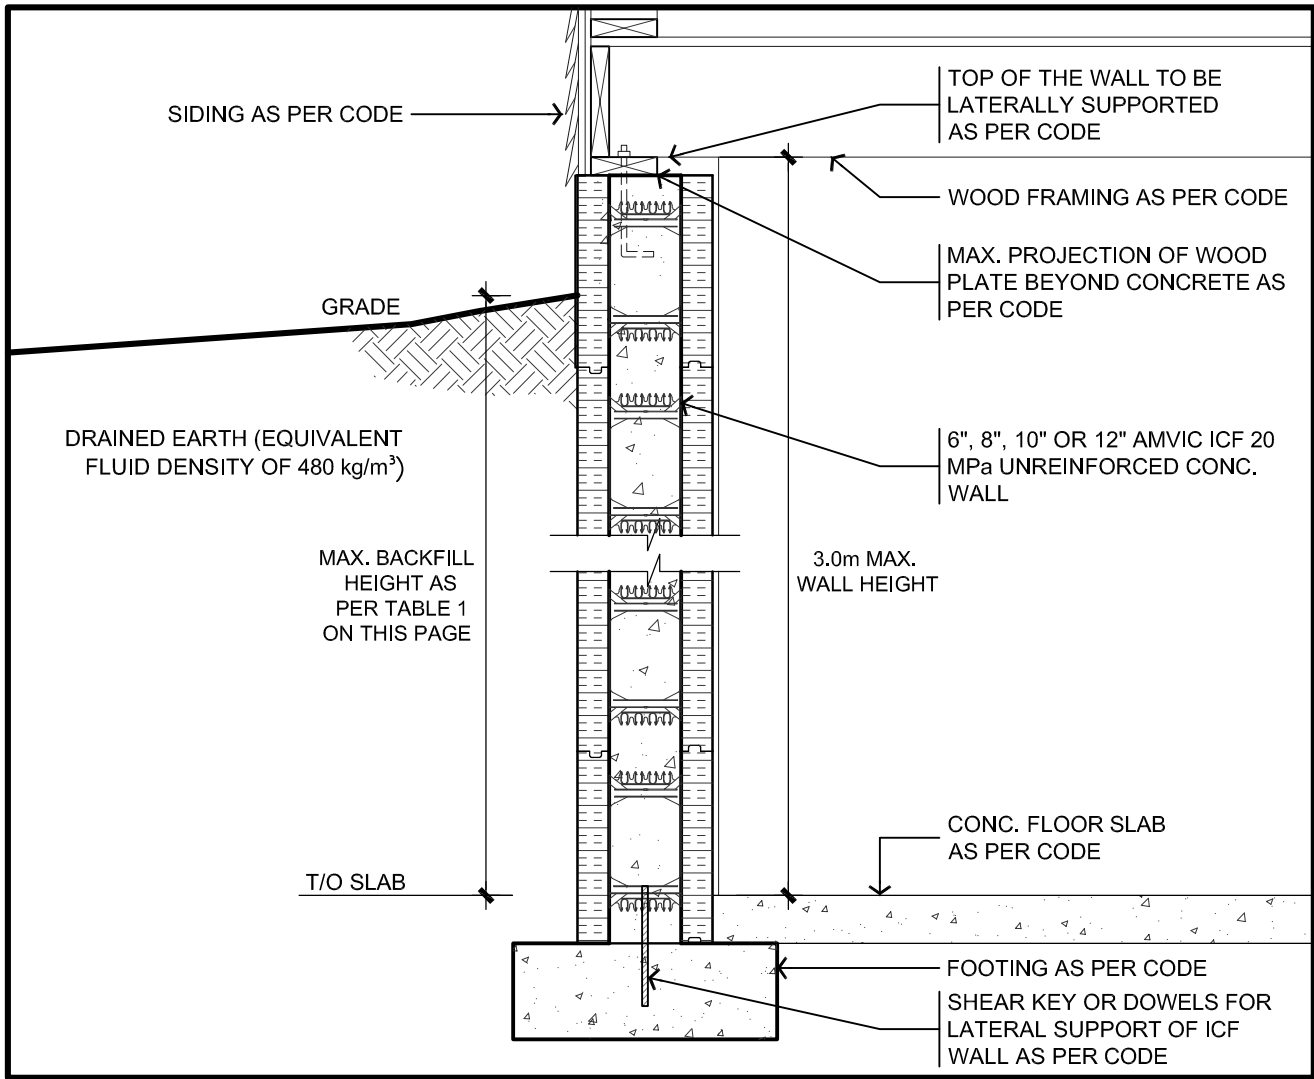 SIDING AS PER CODE
TOP OF THE WALL TO BE
LATERALLY SUPPORTED
AS PER CODE
WOOD FRAMING AS PER CODE
MAX. PROJECTION OF WOOD
PLATE BEYOND CONCRETE AS
PER CODE
GRADE
DRAINED EARTH (EQUIVALENT
FLUID DENSITY OF 480 kg/m³)
6", 8", 10" OR 12" AMVIC ICF 20
MPa UNREINFORCED CONC.
WALL
MAX. BACKFILL
HEIGHT AS
PER TABLE 1
ON THIS PAGE
3.0m MAX.
WALL HEIGHT
CONC. FLOOR SLAB
AS PER CODE
T/O SLAB
FOOTING AS PER CODE
SHEAR KEY OR DOWELS FOR
LATERAL SUPPORT OF ICF
WALL AS PER CODE